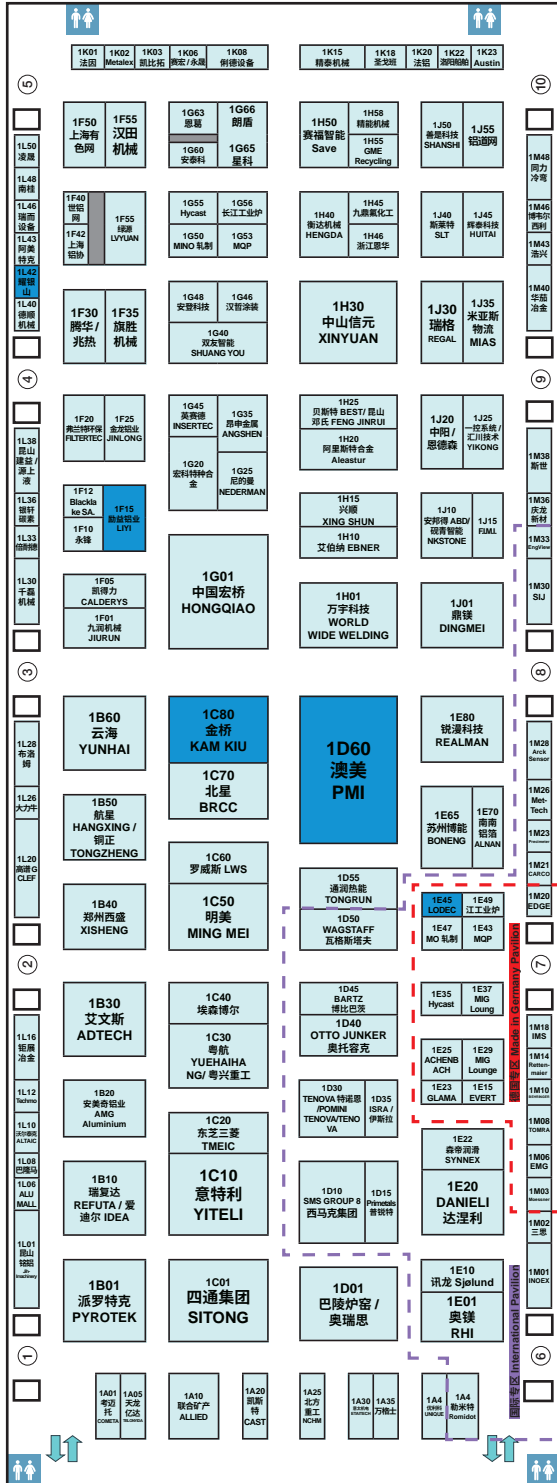 1K01
法因
1K02
Metalex
1K03
凯比拓
1K06
赛宏 / 永晟
1K08
俐德设备
1K15
精泰机械
1K18
圣戈班
1K20
法铝
1K22
洛阳船舶
1K23
Austin
5
10
1L50
凌晟
1L48
南桂
1L46
瑞而
设备
1L43
阿美
特克
1L42
耀银
山
1L40
德顺
机械
1F50
上海有
色网
1F55
汉田
机械
1G63
恩葛
1G60
安泰科
1G66
朗盾
1G65
星科
1H50
赛福智能
Save
1H58
精能机械
1H55
GME
Recycling
1J50
善是科技
SHANSHI
1J55
铝道网
1M48
同力
冷弯
1M46
博韦尔
西利
1M43
浩兴
1M40
华茄
冶金
1F40
世铝
网
1F42
上海
铝协
1F55
绿源
LVYUAN
1G55
Hycast
1G56
长江工业炉
1G50
MINO 轧制
1G53
MQP
1H40
衡达机械
HENGDA
1H45
九鼎氟化工
1H46
浙江恩华
1J40
斯莱特
SLT
1J45
辉泰科技
HUITAI
1F30
腾华 /
兆热
1F35
旗胜
机械
1G48
安登科技
1G46
汉哲涂装
1G40
双友智能
SHUANG YOU
1H30
中山信元
XINYUAN
1J30
瑞格
REGAL
1J35
米亚斯
物流
MIAS
4
9
1L38
昆山
建益 /
源上
液
1L36
银轩
碳素
1L33
倍耐德
1L30
千磊
机械
1F20
弗兰特环保
FILTERTEC
1F25
金龙铝业
JINLONG
1G45
英赛德
INSERTEC
1G20
宏科特种合
金
1G35
昂申金属
ANGSHEN
1G25
尼的曼
NEDERMAN
1H25
贝斯特 BEST/ 昆山
邓氏 FENG JINRUI
1H20
阿里斯特合金
Aleastur
1J20
中阳 /
恩德森
1J25
一控系统 /
汇川技术
YIKONG
1M38
斯世
1M36
庆龙
新材
1M33
EngView
1M30
SIJ
1F12
Blackla
ke SA.
1F10
永锋
1F15
励益铝业
LIYI
1H15
兴顺
XING SHUN
1H10
艾伯纳 EBNER
1J10
安邦得 ABD/
砚青智能
NKSTONE
1J15
F.I.M.I.
1F05
凯得力
CALDERYS
1F01
九润机械
JIURUN
1G01
中国宏桥
HONGQIAO
1H01
万宇科技
WORLD
WIDE WELDING
1J01
鼎镁
DINGMEI
3
8
1L28
布洛
姆
1L26
大力牛
1L20
高谱 G
CLEF
1B60
云海
YUNHAI
1C80
金桥
KAM KIU
1C70
北星
BRCC
1D60
澳美
PMI
1E80
锐漫科技
REALMAN
1M28
Arck
Sensor
1M26
Met-
Tech
1M23
1M21
CARCO
1M20
EDGE
1B50
航星
HANGXING /
铜正
TONGZHENG
1E65
苏州博能
BONENG
1E70
南南
铝箔
ALNAN
1C60
罗威斯 LWS
1C50
明美
MING MEI
1D55
通润热能
TONGRUN
1D50
WAGSTAFF
瓦格斯塔夫
1B40
郑州西盛
XISHENG
1E45
LODEC
1E49
江工业炉
1E47
MO 轧制
1E43
MQP
2
7
1L16
钜展
冶金
1L12
Techmo
1L10
沃尔泰克
ALTAIC
1L08
巴隆马
1L06
ALU
MALL
1L01
昆山
铭铝
1B30
艾文斯
ADTECH
1C40
埃森博尔
1C30
粤航
YUEHAIHA
NG/ 粤兴重工
1D45
BARTZ
博比巴茨
1D40
OTTO JUNKER
奥托容克
1E35
Hycast
1E37
MIG
Loung
1E25
ACHENB
ACH
1E29
MIG
Lounge
1E23
GLAMA
1E15
EVERT
德国专区 Made in Germany Pavilion
1M18
IMS
1M14
Retten-
maier
1M10
1M08
TOMRA
1M06
EMG
1M03
1M02
三思
1M01
INOEX
1B20
安美奇铝业
AMG
Aluminium
1C20
东芝三菱
TMEIC
1C10
意特利
YITELI
1D30
TENOVA 特诺恩
/POMINI
TENOVA/TENO
VA
1D35
ISRA /
伊斯拉
1B10
瑞复达
REFUTA / 爱
迪尔 IDEA
1D10
SMS GROUP 8
西马克集团
1D15
Primetals
普锐特
1E22
森帝润滑
SYNNEX
1E20
DANIELI
达涅利
1B01
派罗特克
PYROTEK
1C01
四通集团
SITONG
1D01
巴陵炉窑 /
奥瑞思
1E10
讯龙 Sjølund
1E01
奥镁
RHI
国际专区 International Pavilion
1
6
1A01
考迈
托
COMETA
1A05
天龙
亿达
1A10
联合矿产
ALLIED
1A20
凯斯
特
CAST
1A25
北方
重工
NCHM
1A30
1A35
万格士
1A4
优利科
UNIQUE
1A4
勒米特
Romidot